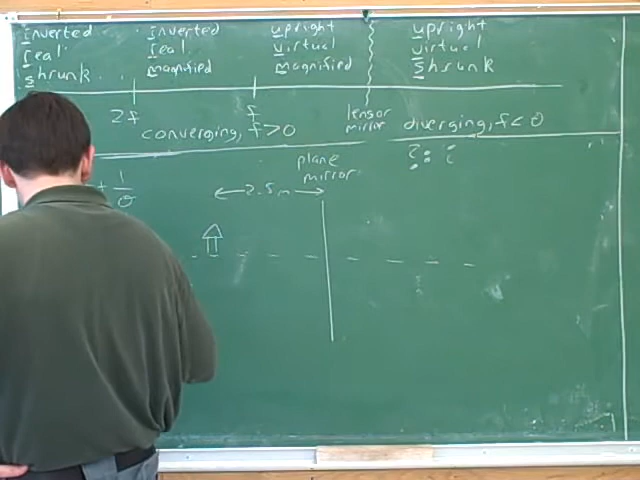 inverted inverted upright upright
real real virtual virtual
shrunk magnified magnified shrunk
2f f lens or
mirror
converging, f>0 diverging, f<0
plane
mirror
+ 1/o
2.5m